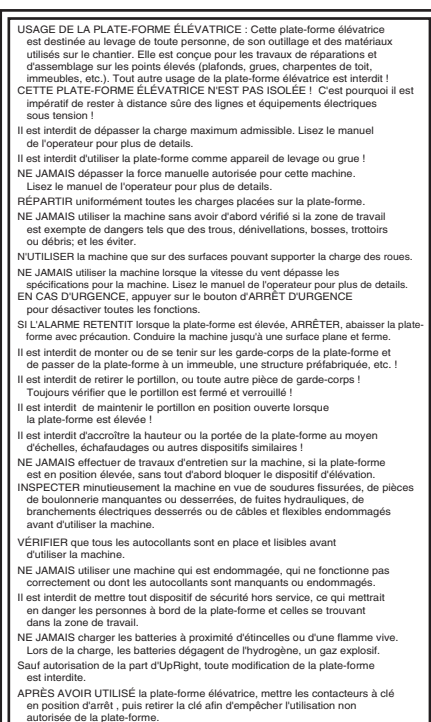 USAGE DE LA PLATE-FORME ÉLÉVATRICE : Cette plate-forme élévatrice
est destinée au levage de toute personne, de son outillage et des matériaux
utilisés sur le chantier. Elle est conçue pour les travaux de réparations et
d'assemblage sur les points élevés (plafonds, grues, charpentes de toit,
immeubles, etc.). Tout autre usage de la plate-forme élévatrice est interdit !
CETTE PLATE-FORME ÉLÉVATRICE N'EST PAS ISOLÉE ! C'est pourquoi il est
impératif de rester à distance sûre des lignes et équipements électriques
sous tension !
Il est interdit de dépasser la charge maximum admissible. Lisez le manuel
de l'operateur pour plus de details.
Il est interdit d'utiliser la plate-forme comme appareil de levage ou grue !
NE JAMAIS dépasser la force manuelle autorisée pour cette machine.
Lisez le manuel de l'operateur pour plus de details.
RÉPARTIR uniformément toutes les charges placées sur la plate-forme.
NE JAMAIS utiliser la machine sans avoir d'abord vérifié si la zone de travail
est exempte de dangers tels que des trous, dénivellations, bosses, trottoirs
ou débris; et les éviter.
N'UTILISER la machine que sur des surfaces pouvant supporter la charge des roues.
NE JAMAIS utiliser la machine lorsque la vitesse du vent dépasse les
spécifications pour la machine. Lisez le manuel de l'operateur pour plus de details.
EN CAS D'URGENCE, appuyer sur le bouton d'ARRÊT D'URGENCE
pour désactiver toutes les fonctions.
SI L'ALARME RETENTIT lorsque la plate-forme est élevée, ARRÊTER, abaisser la plate-
forme avec précaution. Conduire la machine jusqu'à une surface plane et ferme.
Il est interdit de monter ou de se tenir sur les garde-corps de la plate-forme et
de passer de la plate-forme à un immeuble, une structure préfabriquée, etc. !
Il est interdit de retirer le portillon, ou toute autre pièce de garde-corps !
Toujours vérifier que le portillon est fermé et verrouillé !
Il est interdit de maintenir le portillon en position ouverte lorsque
la plate-forme est élevée !
Il est interdit d'accroître la hauteur ou la portée de la plate-forme au moyen
d'échelles, échafaudages ou autres dispositifs similaires !
NE JAMAIS effectuer de travaux d'entretien sur la machine, si la plate-forme
est en position élevée, sans tout d'abord bloquer le dispositif d'élévation.
INSPECTER minutieusement la machine en vue de soudures fissurées, de pièces
de boulonnerie manquantes ou desserrées, de fuites hydrauliques, de
branchements électriques desserrés ou de câbles et flexibles endommagés
avant d'utiliser la machine.
VÉRIFIER que tous les autocollants sont en place et lisibles avant
d'utiliser la machine.
NE JAMAIS utiliser une machine qui est endommagée, qui ne fonctionne pas
correctement ou dont les autocollants sont manquants ou endommagés.
Il est interdit de mettre tout dispositif de sécurité hors service, ce qui mettrait
en danger les personnes à bord de la plate-forme et celles se trouvant
dans la zone de travail.
NE JAMAIS charger les batteries à proximité d'étincelles ou d'une flamme vive.
Lors de la charge, les batteries dégagent de l'hydrogène, un gaz explosif.
Sauf autorisation de la part d'UpRight, toute modification de la plate-forme
est interdite.
APRÈS AVOIR UTILISÉ la plate-forme élévatrice, mettre les contacteurs à clé
en position d'arrêt , puis retirer la clé afin d'empêcher l'utilisation non
autorisée de la plate-forme.